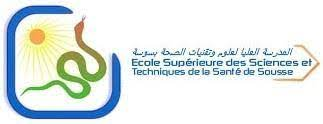 المدرسة العليا لعلوم وتقنيات الصحة بسوسة
Ecole Supérieure des Sciences et
Techniques de la Santé de Sousse